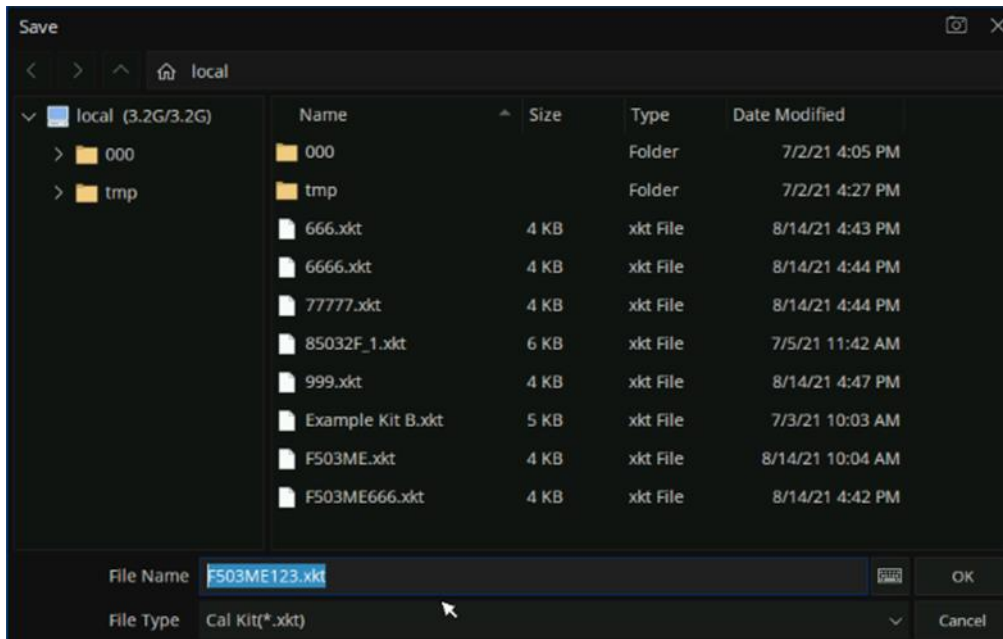 Save
local
local (3.2G/3.2G)
000
tmp
Name Size Type Date Modified
000 Folder 7/2/21 4:05 PM
tmp Folder 7/2/21 4:27 PM
666.xkt 4 KB xkt File 8/14/21 4:43 PM
6666.xkt 4 KB xkt File 8/14/21 4:44 PM
77777.xkt 4 KB xkt File 8/14/21 4:44 PM
85032F_1.xkt 6 KB xkt File 7/5/21 11:42 AM
999.xkt 4 KB xkt File 8/14/21 4:47 PM
Example Kit B.xkt 5 KB xkt File 7/3/21 10:03 AM
F503ME.xkt 4 KB xkt File 8/14/21 10:04 AM
F503ME666.xkt 4 KB xkt File 8/14/21 4:42 PM
File Name F503ME123.xkt OK
File Type Cal Kit(*.xkt) Cancel